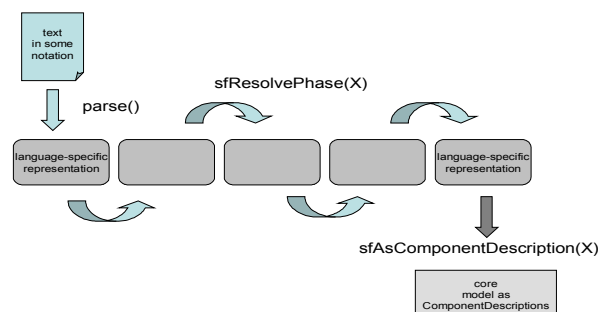 text
in some
notation
sfResolvePhase(X)
parse()
language-specific
representation
language-specific
representation
sfAsComponentDescription(X)
core
model as
ComponentDescriptions